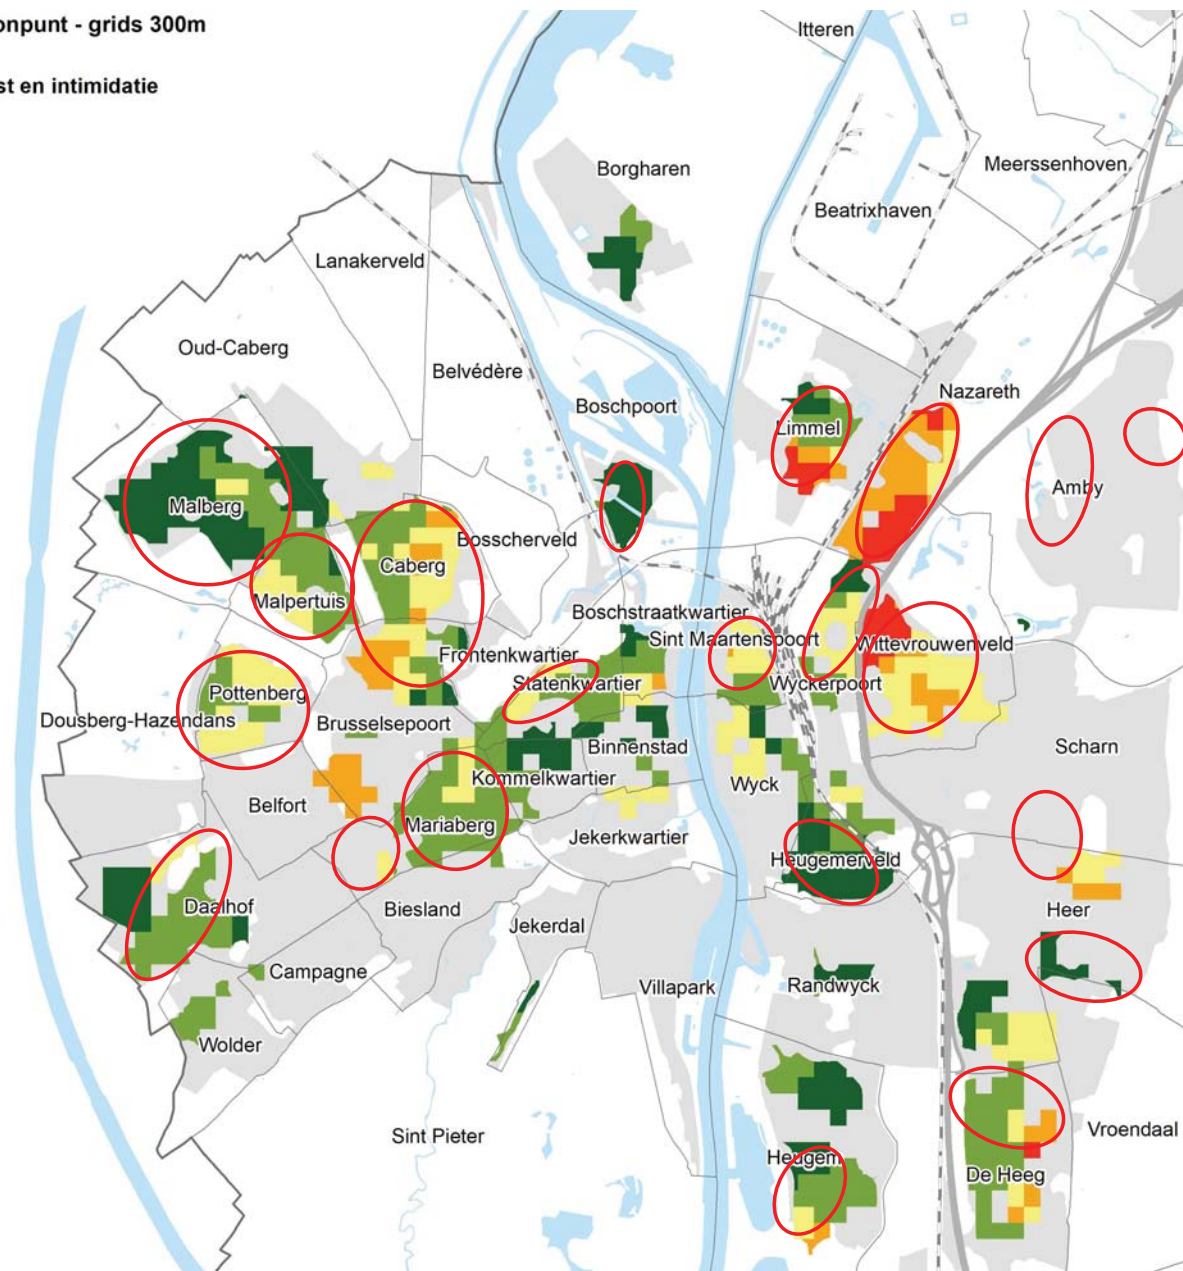 onpunt - grids 300m
st en intimidatie
Itteren
Borgharen
Meerssenhoven
Beatrixhaven
Lanakerveld
Oud-Caberg
Belvédère
Boschpoort
Nazareth
Limmel
Amby
Malberg
Bosscherveld
Caberg
Malpertuis
Boschstraatkwartier
Sint Maartenspoort
Wittevrouwenveld
Frontenkwartier
Statenkwartier
Wyckerpoort
Pottenberg
Dousberg-Hazendans
Brusselsepoort
Binnenstad
Scharn
Kommelkwartier
Wyck
Belfort
Mariaberg
Jekerkwartier
Heugemerveld
Daalhof
Biesland
Heer
Jekerdal
Campagne
Villapark
Randwyck
Wolder
Sint Pieter
Vroendaal
Heugem
De Heeg